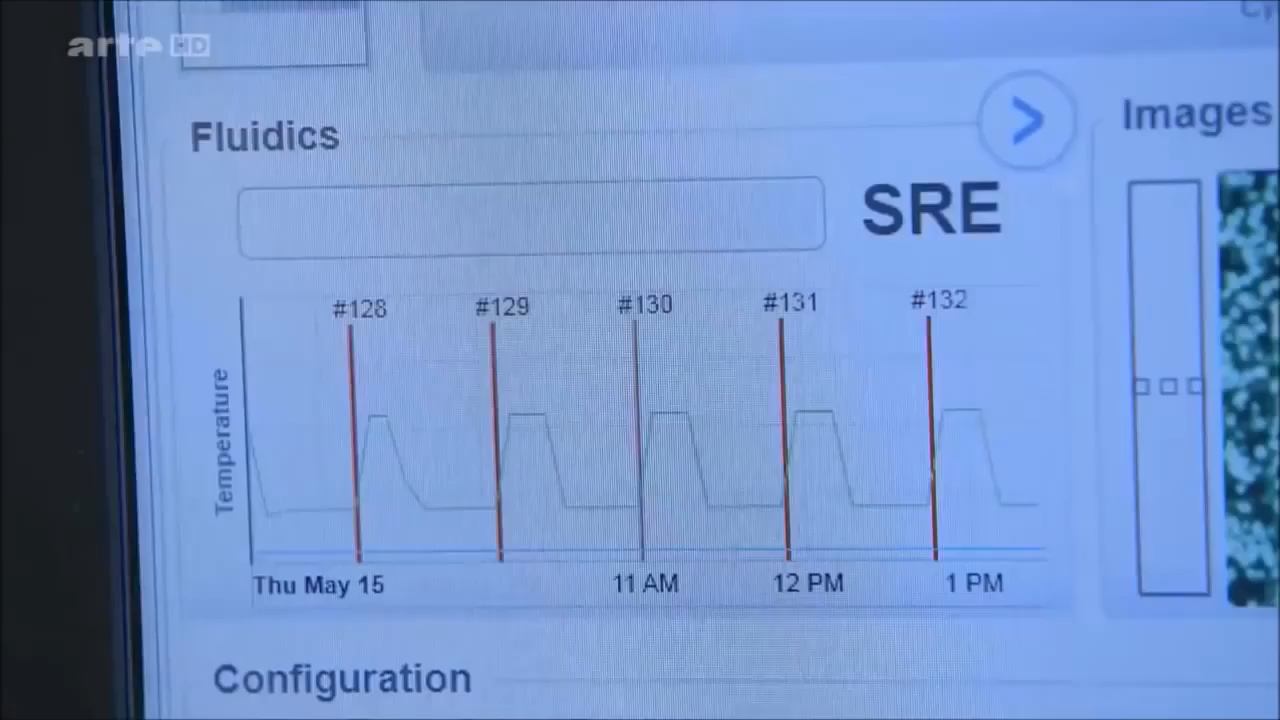 arte HD
Fluidics
Images
SRE
#128 #129 #130 #131 #132
Temperature
Thu May 15 11 AM 12 PM 1 PM
Configuration